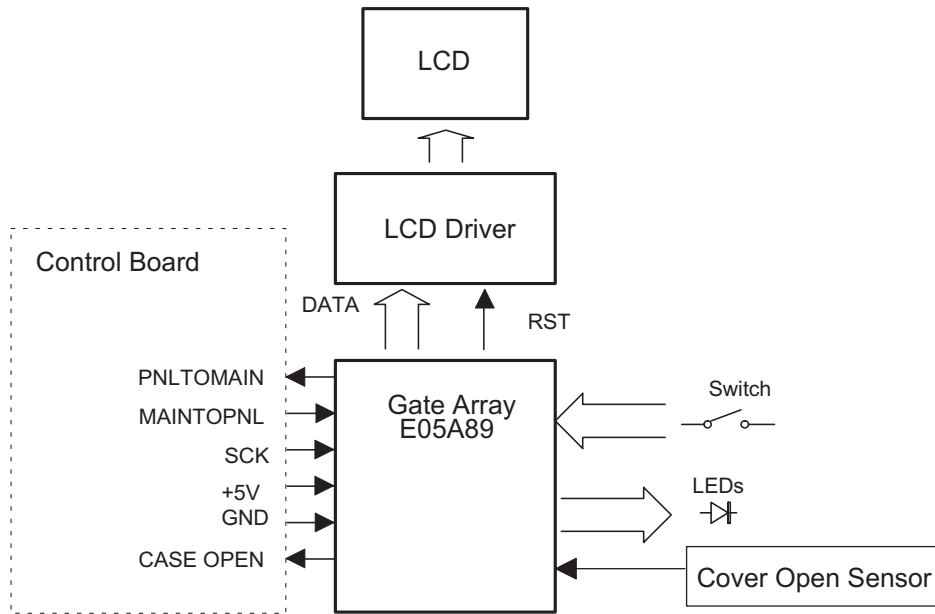 LCD
LCD Driver
Control Board
DATA
RST
PNLTOMAIN
MAINTOPNL
SCK
+5V
GND
CASE OPEN
Gate Array
E05A89
Switch
LEDs
Cover Open Sensor